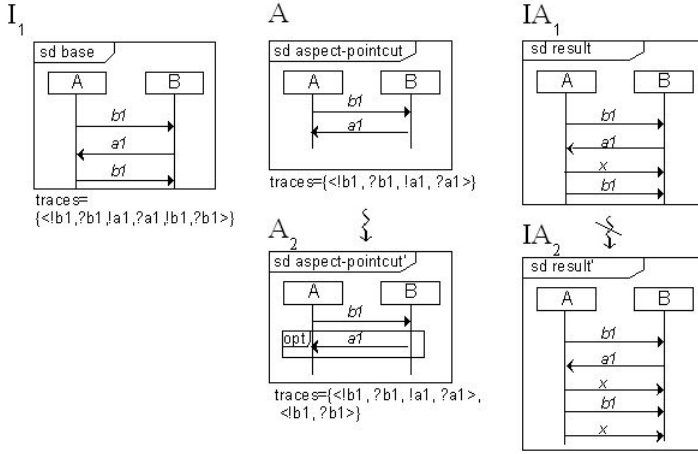 I1
sd base
A B
b1
a1
b1
traces=
{<!b1,?b1,!a1,?a1,!b1,?b1>}
A
sd aspect-pointcut
A B
b1
a1
traces={<!b1, ?b1, !a1, ?a1>}
A2
sd aspect-pointcut'
A B
b1
opt a1
traces={<!b1, ?b1, !a1, ?a1>,
<!b1, ?b1>}
IA1
sd result
A B
b1
a1
x
b1
IA2
sd result'
A B
b1
a1
x
b1
x